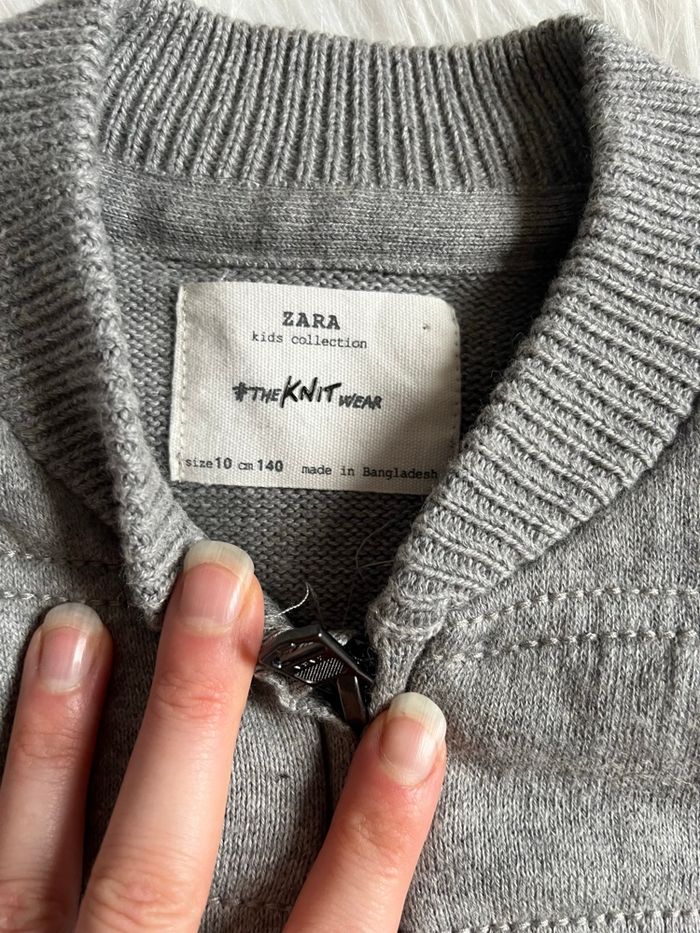 ZARA
kids collection
#THEKNITWEAR
size 10 cm 140 made in Bangladesh